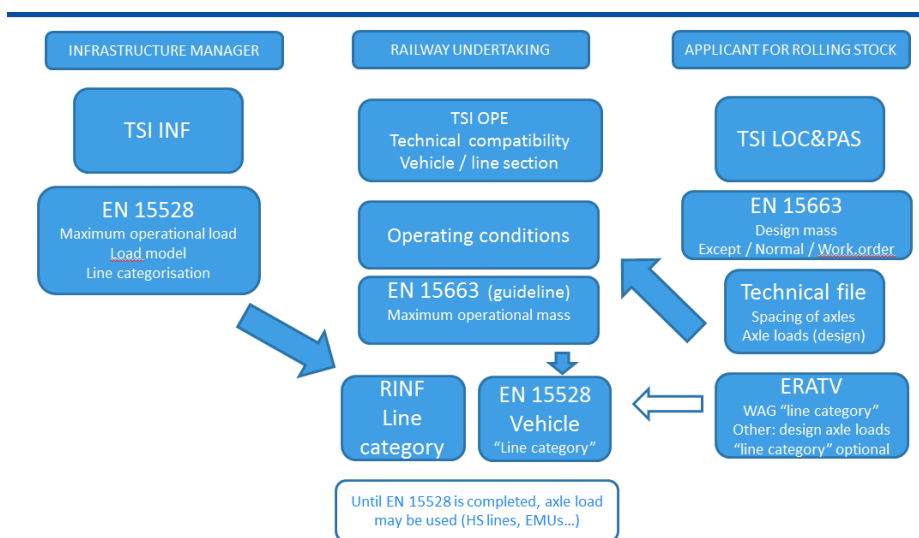 INFRASTRUCTURE MANAGER
RAILWAY UNDERTAKING
APPLICANT FOR ROLLING STOCK
TSI INF
TSI OPE
Technical compatibility
Vehicle / line section
TSI LOC&PAS
EN 15528
Maximum operational load
Load model
Line categorisation
Operating conditions
EN 15663
Design mass
Except / Normal / Work.order
EN 15663 (guideline)
Maximum operational mass
Technical file
Spacing of axles
Axle loads (design)
RINF
Line
category
EN 15528
Vehicle
“Line category”
ERATV
WAG “line category”
Other: design axle loads
“line category” optional
Until EN 15528 is completed, axle load
may be used (HS lines, EMUs...)